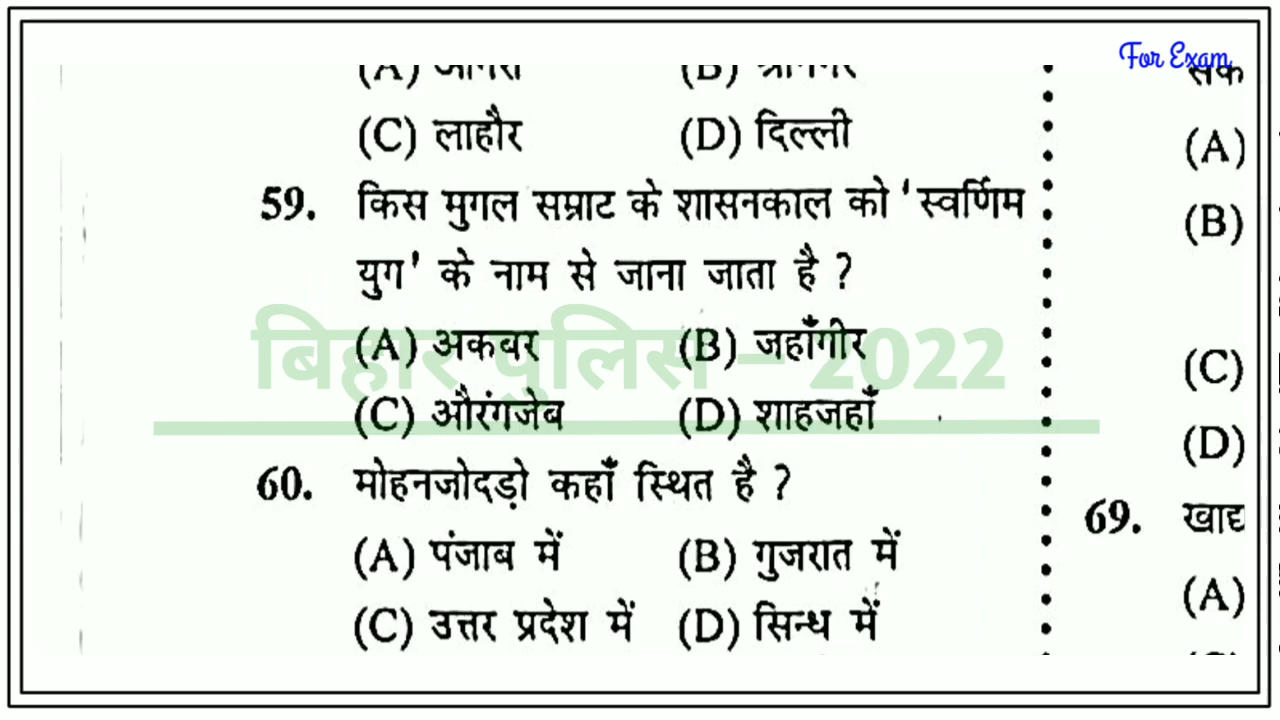 For Exam
(C) लाहौर (D) दिल्ली
59. किस मुगल सम्राट के शासनकाल को 'स्वर्णिम
युग' के नाम से जाना जाता है ?
(A) अकबर (B) जहाँगीर
(C) औरंगजेब (D) शाहजहाँ
बिहार पुलिस – 2022
60. मोहनजोदड़ो कहाँ स्थित है ?
(A) पंजाब में (B) गुजरात में
(C) उत्तर प्रदेश में (D) सिन्ध में
(A)
(B)
(C)
(D)
69. खाद्य
(A)